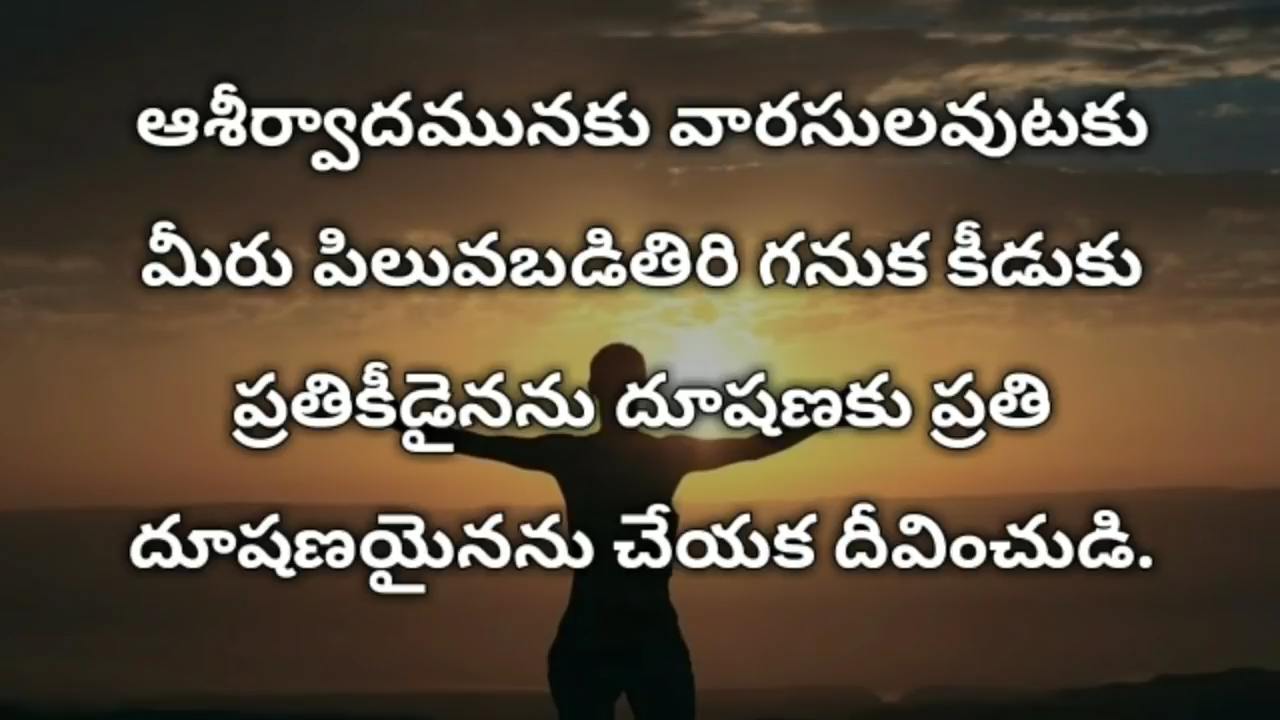 ఆశీర్వాదమునకు వారసులవుటకు
మీరు పిలువబడితిరి గనుక కీడుకు
ప్రతికీడైనను దూషణకు ప్రతి
దూషణయైనను చేయక దీవించుడి.